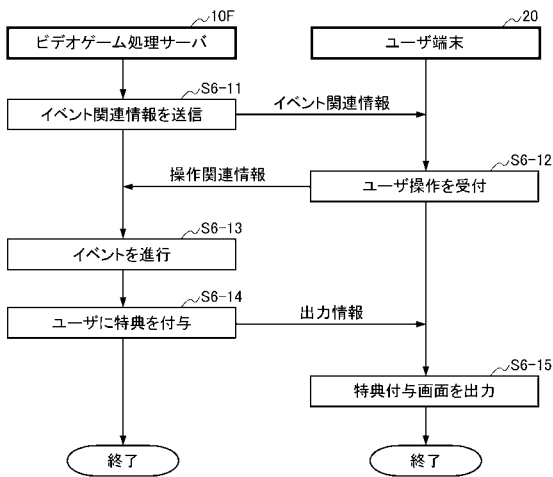 10F
20
ビデオゲーム処理サーバ
ユーザ端末
S6-11
イベント関連情報を送信
イベント関連情報
S6-12
操作関連情報
ユーザ操作を受付
S6-13
イベントを進行
S6-14
ユーザに特典を付与
出力情報
S6-15
特典付与画面を出力
終了
終了